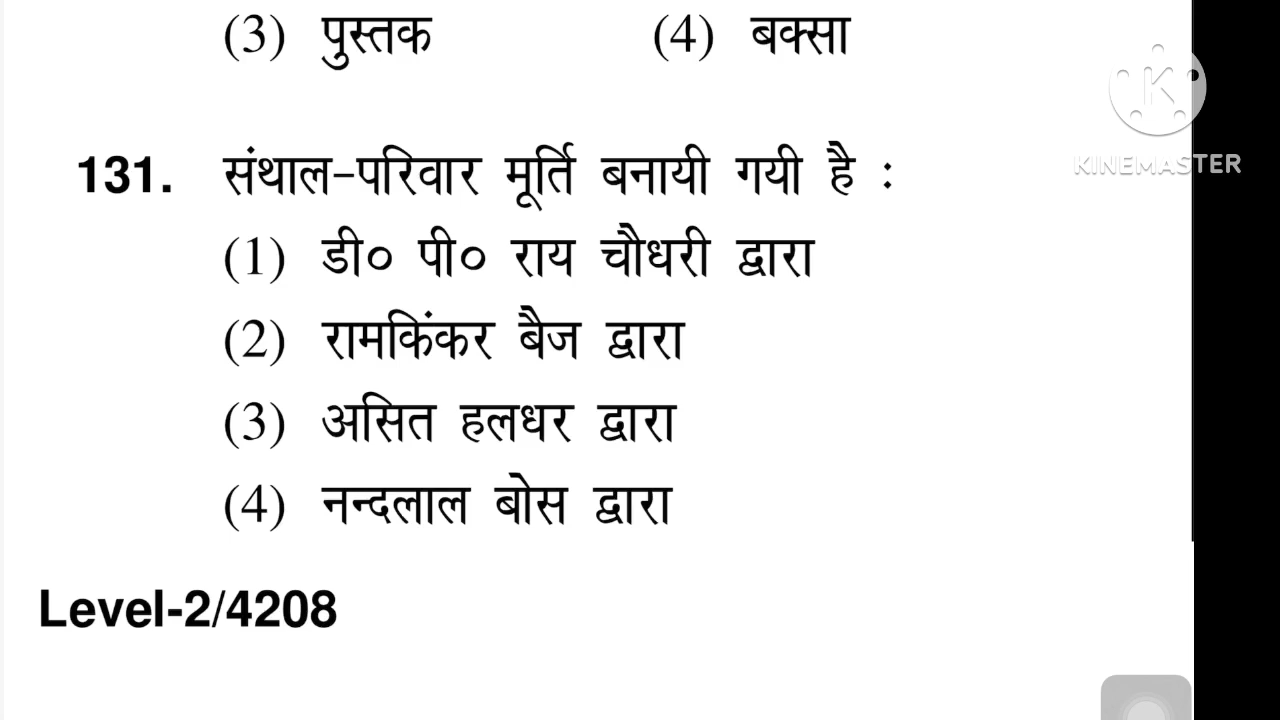 (3) पुस्तक (4) बक्सा
KINEMASTER
131. संथाल-परिवार मूर्ति बनायी गयी है :
(1) डी० पी० राय चौधरी द्वारा
(2) रामकिंकर बैज द्वारा
(3) असित हलधर द्वारा
(4) नन्दलाल बोस द्वारा
Level-2/4208